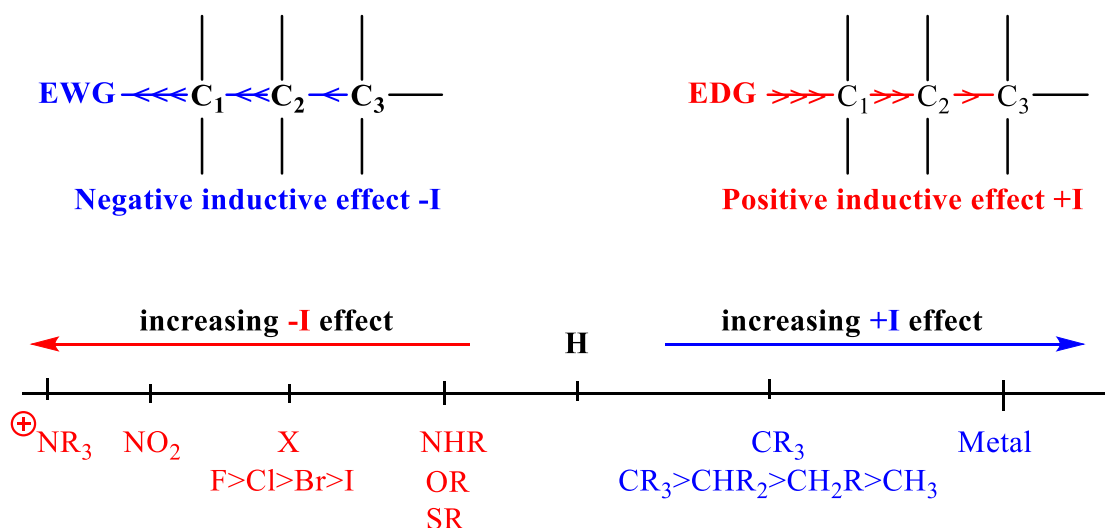 EWG C₁ C₂ C₃
EDG C₁ C₂ C₃
Negative inductive effect -I
Positive inductive effect +I
increasing -I effect
H
increasing +I effect
⊕NR₃
NO₂
X
F>Cl>Br>I
NHR
OR
SR
CR₃
CR₃>CHR₂>CH₂R>CH₃
Metal